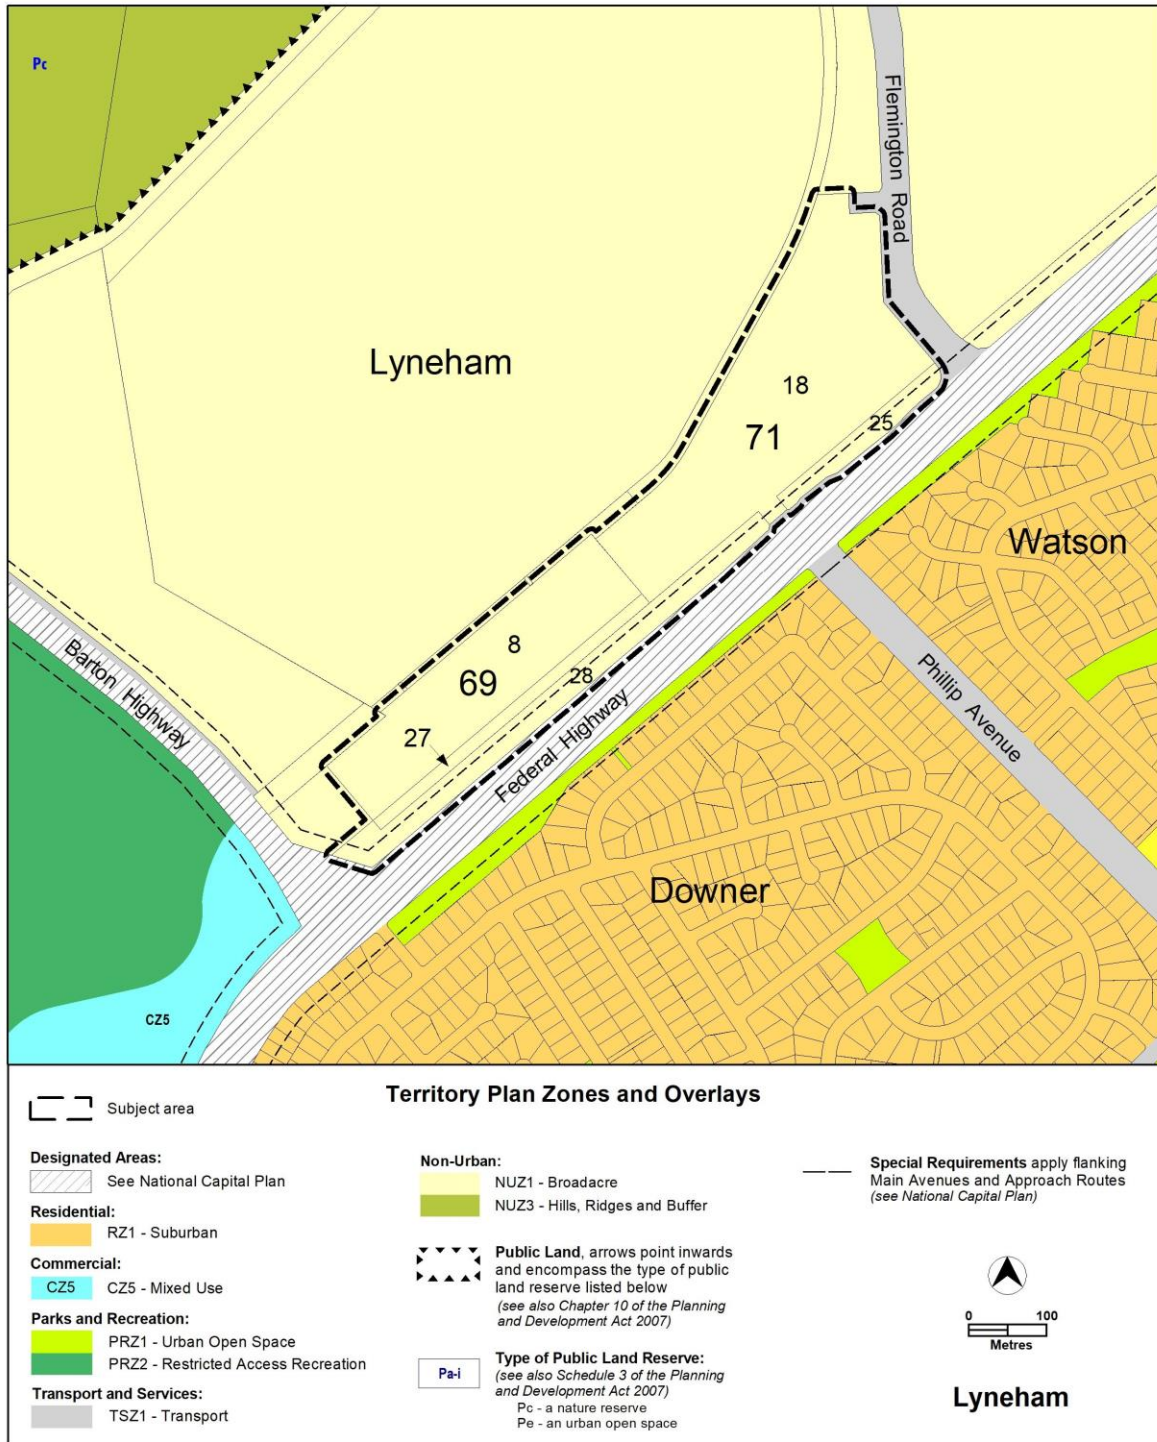 Pc
Flemington Road
Lyneham
18
71
25
Watson
8
69
28
27
Barton Highway
Federal Highway
Phillip Avenue
Downer
CZ5
Territory Plan Zones and Overlays
Subject area
Designated Areas:
See National Capital Plan
Residential:
RZ1 - Suburban
Commercial:
CZ5 CZ5 - Mixed Use
Parks and Recreation:
PRZ1 - Urban Open Space
PRZ2 - Restricted Access Recreation
Transport and Services:
TSZ1 - Transport
Non-Urban:
NUZ1 - Broadacre
NUZ3 - Hills, Ridges and Buffer
Public Land, arrows point inwards
and encompass the type of public
land reserve listed below
(see also Chapter 10 of the Planning
and Development Act 2007)
Pa-i
Type of Public Land Reserve:
(see also Schedule 3 of the Planning
and Development Act 2007)
Pc - a nature reserve
Pe - an urban open space
Special Requirements apply flanking
Main Avenues and Approach Routes
(see National Capital Plan)
0 100
Metres
Lyneham